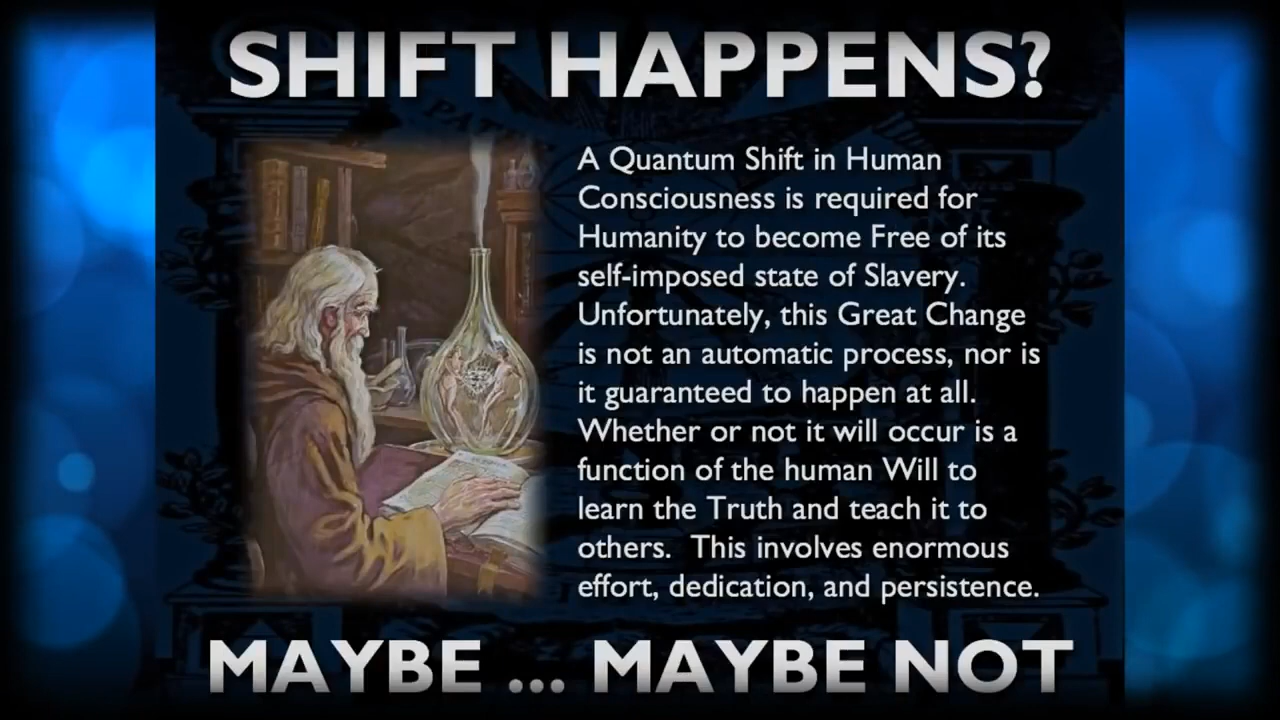 SHIFT HAPPENS?
A Quantum Shift in Human
Consciousness is required for
Humanity to become Free of its
self-imposed state of Slavery.
Unfortunately, this Great Change
is not an automatic process, nor is
it guaranteed to happen at all.
Whether or not it will occur is a
function of the human Will to
learn the Truth and teach it to
others.  This involves enormous
effort, dedication, and persistence.
MAYBE ... MAYBE NOT